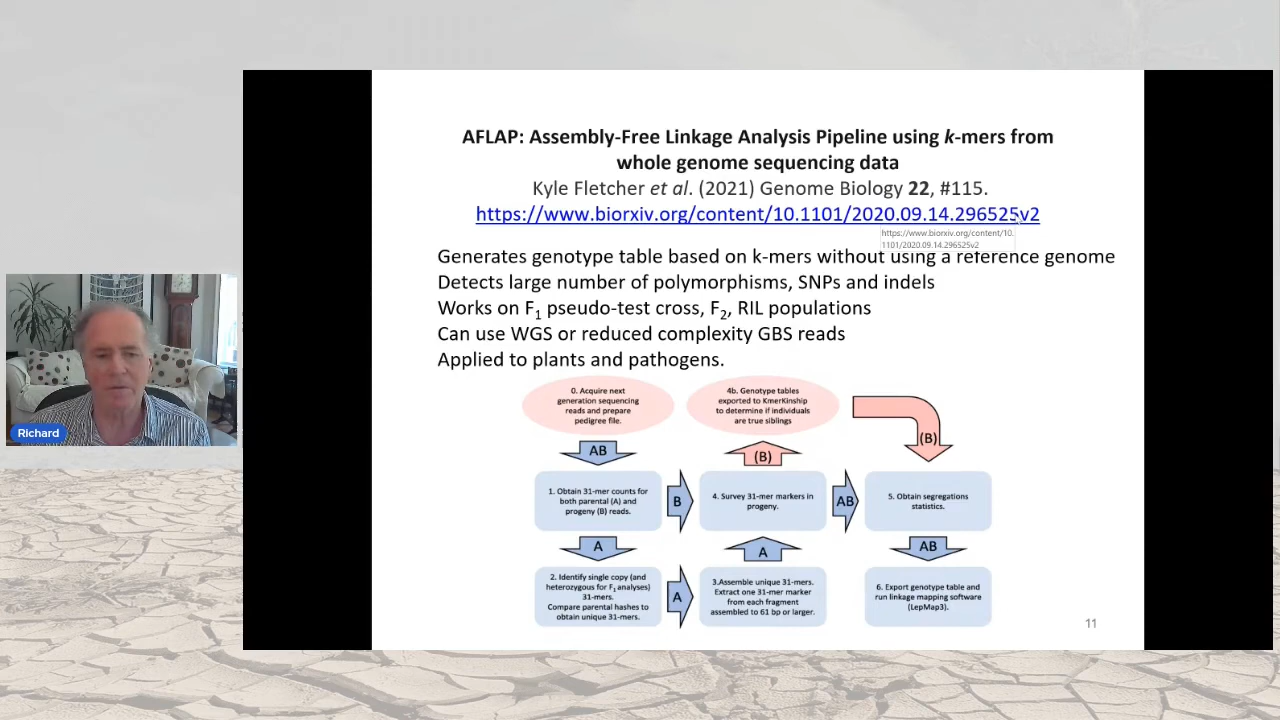 AFLAP: Assembly-Free Linkage Analysis Pipeline using k-mers from
whole genome sequencing data
Kyle Fletcher et al. (2021) Genome Biology 22, #115.
https://www.biorxiv.org/content/10.1101/2020.09.14.296525v2
https://www.biorxiv.org/content/10.
1101/2020.09.14.296525v2
Generates genotype table based on k-mers without using a reference genome
Detects large number of polymorphisms, SNPs and indels
Works on F1 pseudo-test cross, F2, RIL populations
Can use WGS or reduced complexity GBS reads
Applied to plants and pathogens.
0. Acquire next
generation sequencing
reads and prepare
pedigree file.
4b. Genotype tables
exported to KmerKinship
to determine if individuals
are true siblings
(B)
AB
(B)
1. Obtain 31-mer counts for
both parental (A) and
progeny (B) reads.
B
4. Survey 31-mer markers in
progeny.
AB
5. Obtain segregations
statistics.
A
A
AB
2. Identify single copy (and
heterozygous for F1 analyses)
31-mers.
Compare parental hashes to
obtain unique 31-mers.
A
3.Assemble unique 31-mers.
Extract one 31-mer marker
from each fragment
assembled to 61 bp or larger.
6. Export genotype table and
run linkage mapping software
(LepMap3).
11
Richard